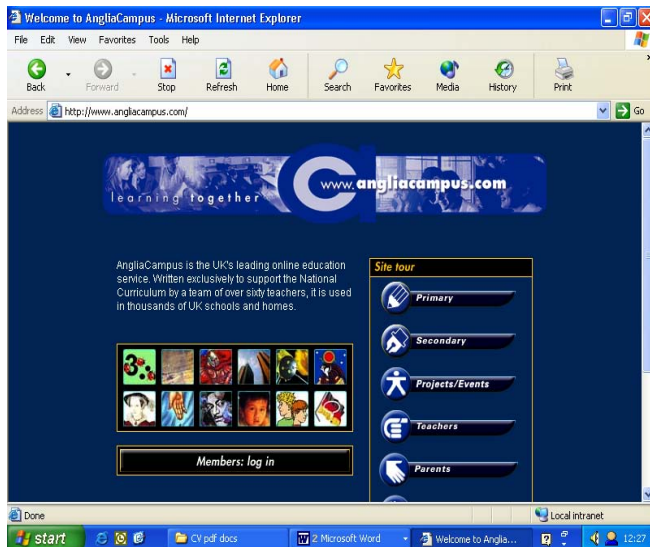 Welcome to AngliaCampus - Microsoft Internet Explorer
File Edit View Favorites Tools Help
Back Forward Stop Refresh Home Search Favorites Media History Print
Address http://www.angliacampus.com/ Go
learning together
www.angliacampus.com
AngliaCampus is the UK's leading online education
service. Written exclusively to support the National
Curriculum by a team of over sixty teachers, it is used
in thousands of UK schools and homes.
3
Members: log in
Site tour
Primary
Secondary
Projects/Events
Teachers
Parents
Done Local intranet
start CV pdf docs 2 Microsoft Word Welcome to Anglia... 12:27